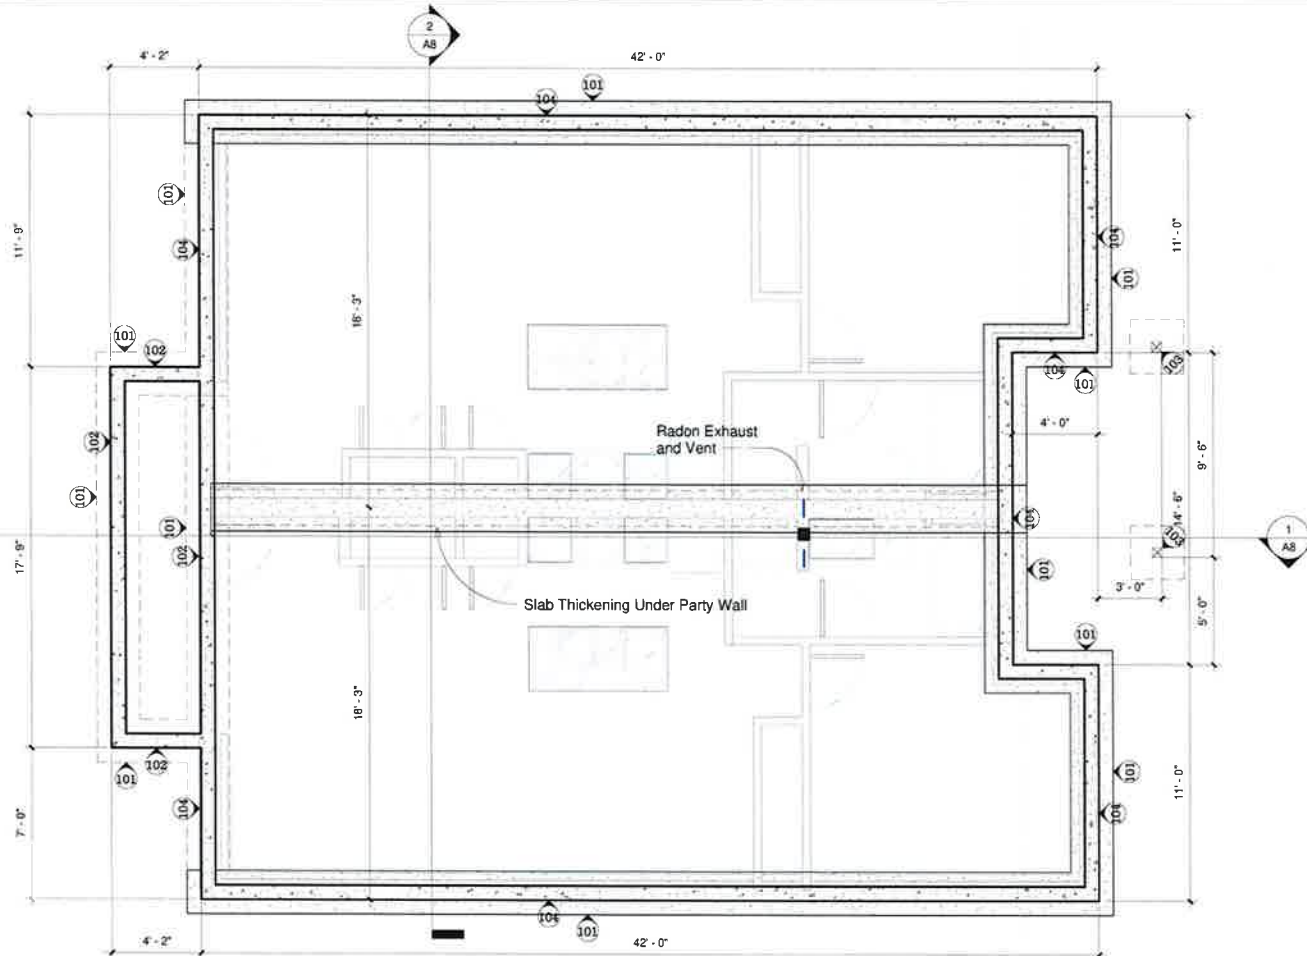 2
A8
4' - 2"
42' - 0"
101
104
101
104
11' - 9"
18' - 3"
104
101
11' - 0"
101
102
104
101
103
4' - 0"
9' - 6"
102
101
Radon Exhaust
and Vent
101
102
104
101
14' - 6"
1
A8
17' - 9"
3' - 0"
5' - 0"
Slab Thickening Under Party Wall
101
18' - 3"
102
101
104
101
104
11' - 0"
7' - 0"
104
101
4' - 2"
42' - 0"